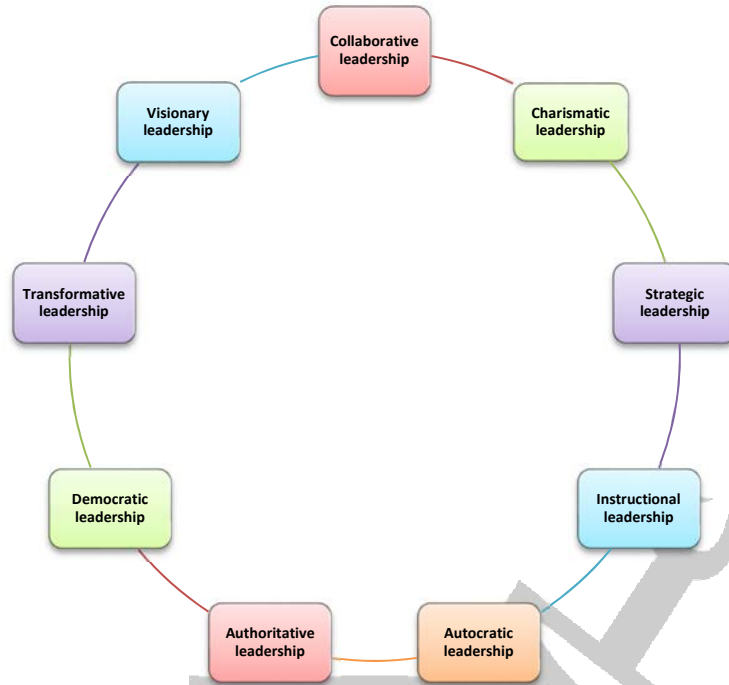 Collaborative
leadership
Charismatic
leadership
Strategic
leadership
Instructional
leadership
Autocratic
leadership
Authoritative
leadership
Democratic
leadership
Transformative
leadership
Visionary
leadership